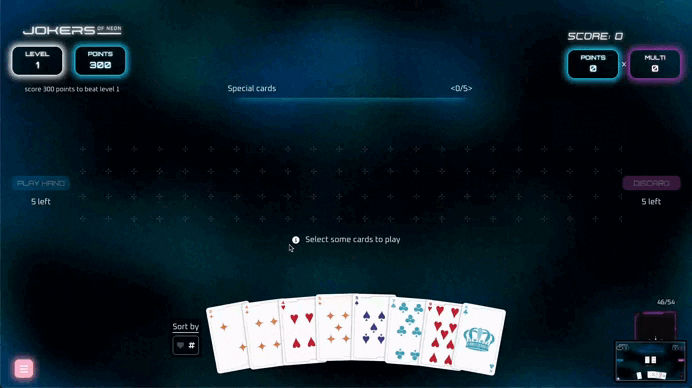 JOKERS OF NEON
LEVEL
1
POINTS
300
score 300 points to beat level 1
SCORE: 0
POINTS
0
x
MULTI
0
Special cards
<0/5>
PLAY HAND
5 left
DISCARD
5 left
Select some cards to play
Sort by
#
46/54